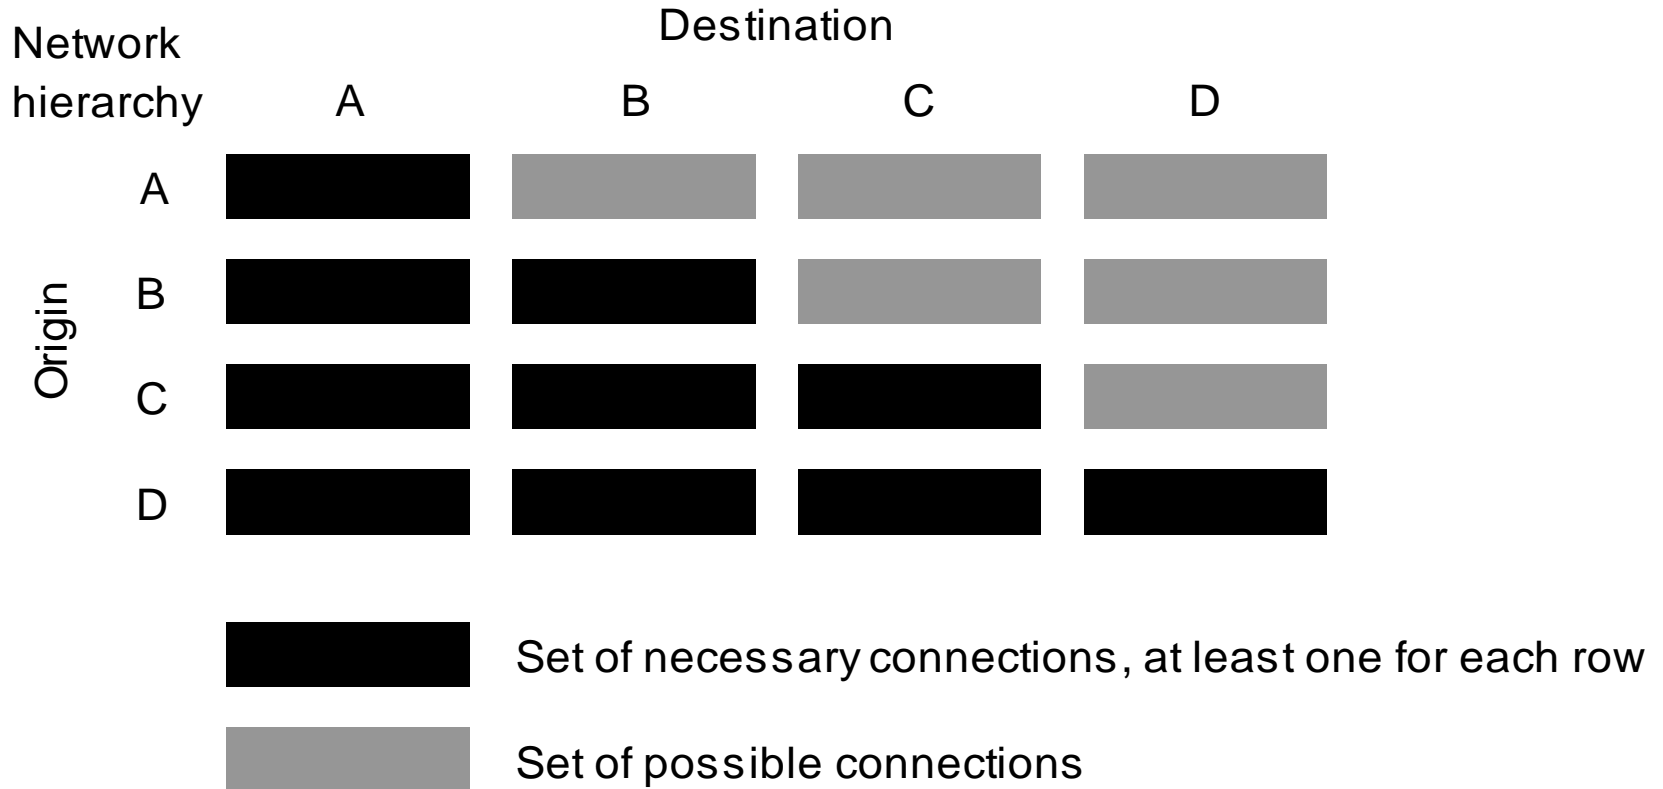 Network
hierarchy
Destination
A B C D
A
B
C
D
Origin
Set of necessary connections, at least one for each row
Set of possible connections